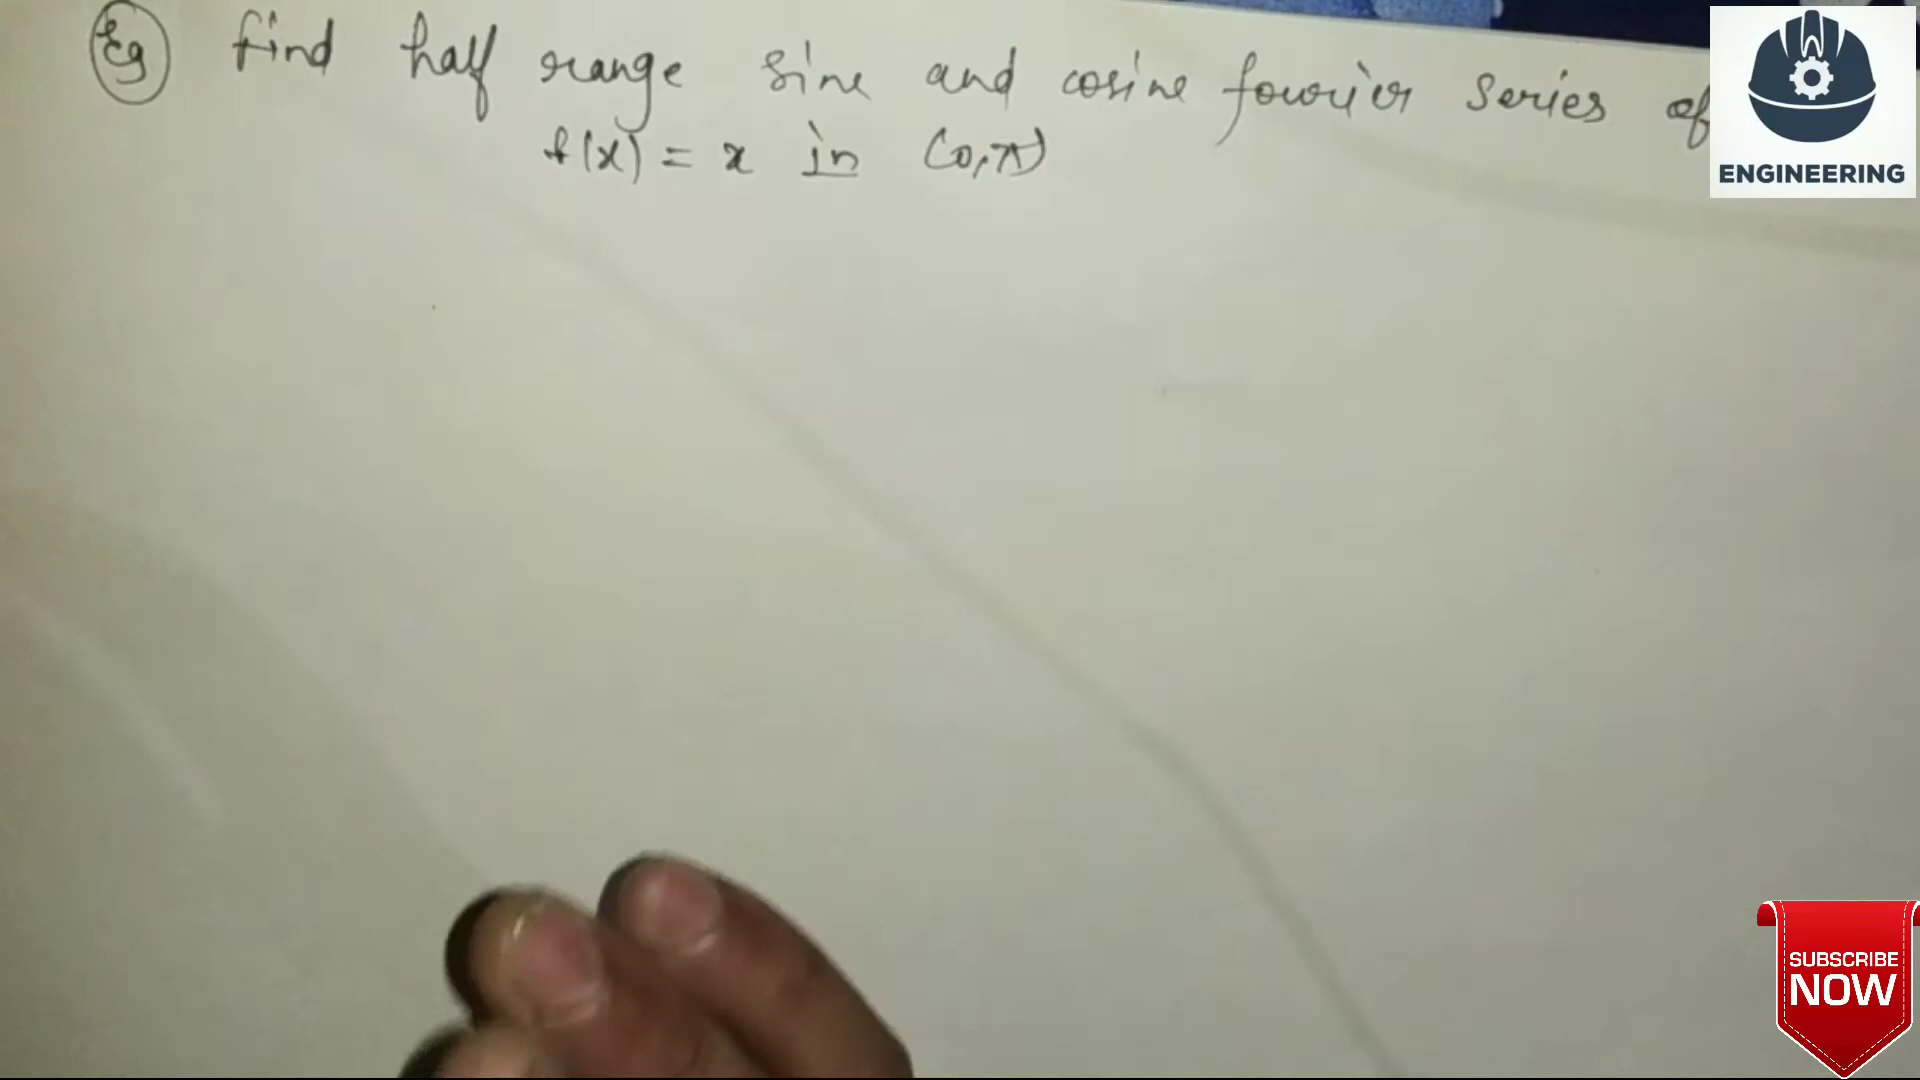 Eg find half range sine and cosine fourier series of
f(x) = x in (0,π)
ENGINEERING
SUBSCRIBE
NOW